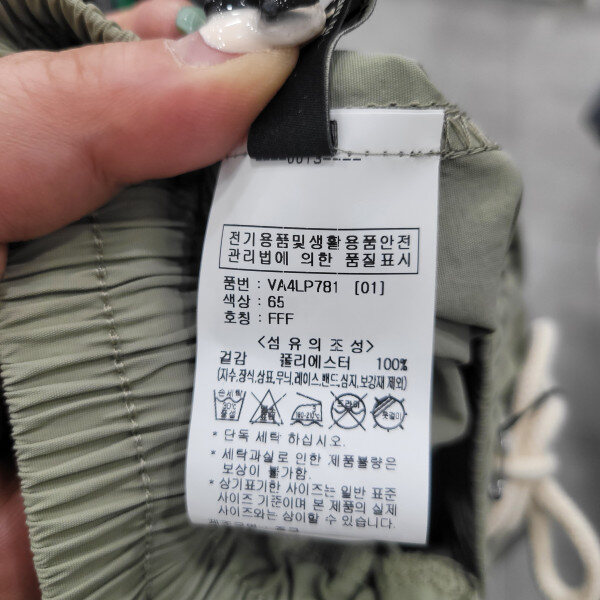 전기용품및생활용품안전
관리법에 의한 품질표시
품번 : VA4LP781 [01]
색상 : 65
호칭 : FFF
<섬유의조성>
겉감 폴리에스터 100%
(자수,장식,상표,무늬,레이스,밴드,심지,보강재 제외)
손세탁
* 단독 세탁 하십시오.
* 세탁과실로 인한 제품불량은
보상이 불가함.
* 상기표기한 사이즈는 일반 표준
사이즈 기준이며 본 제품의 실제
사이즈와는 상이할 수 있습니다.